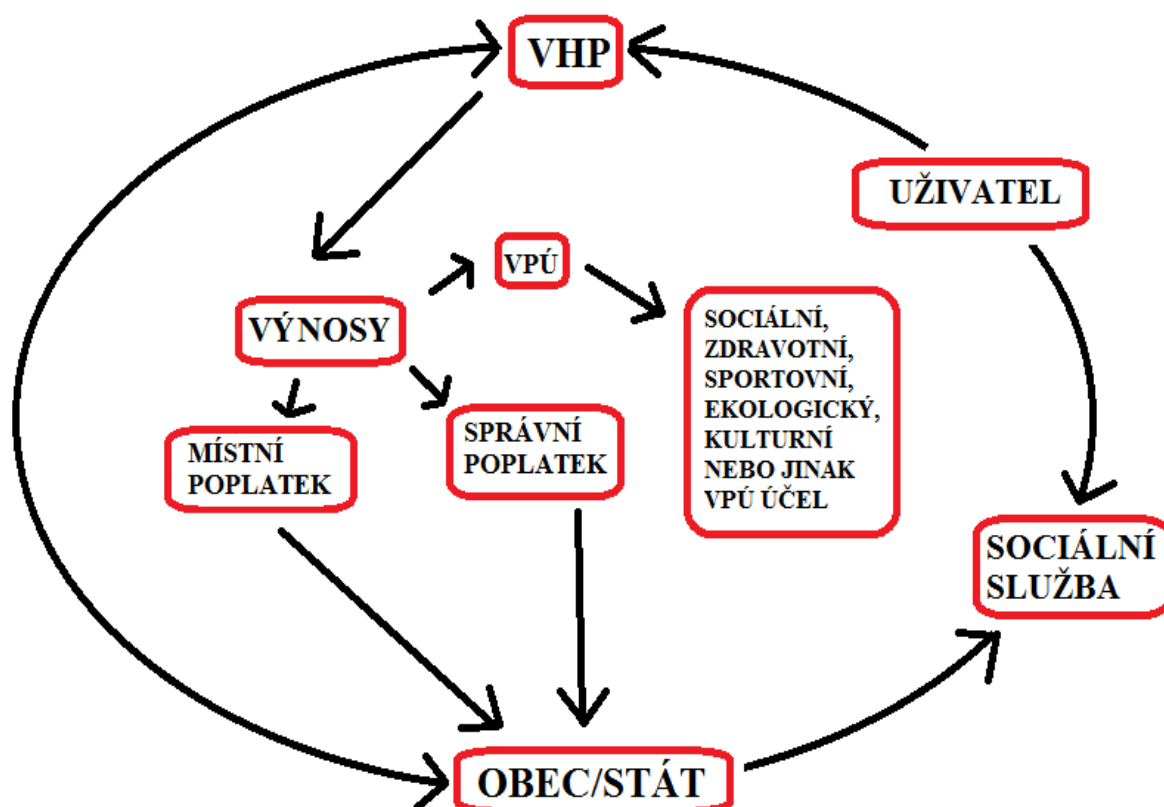 VHP
UŽIVATEL
VPÚ
VÝNOSY
SOCIÁLNÍ,
ZDRAVOTNÍ,
SPORTOVNÍ,
EKOLOGICKÝ,
KULTURNÍ
NEBO JINAK
VPÚ ÚČEL
MÍSTNÍ
POPLATEK
SPRÁVNÍ
POPLATEK
SOCIÁLNÍ
SLUŽBA
OBEC/STÁT